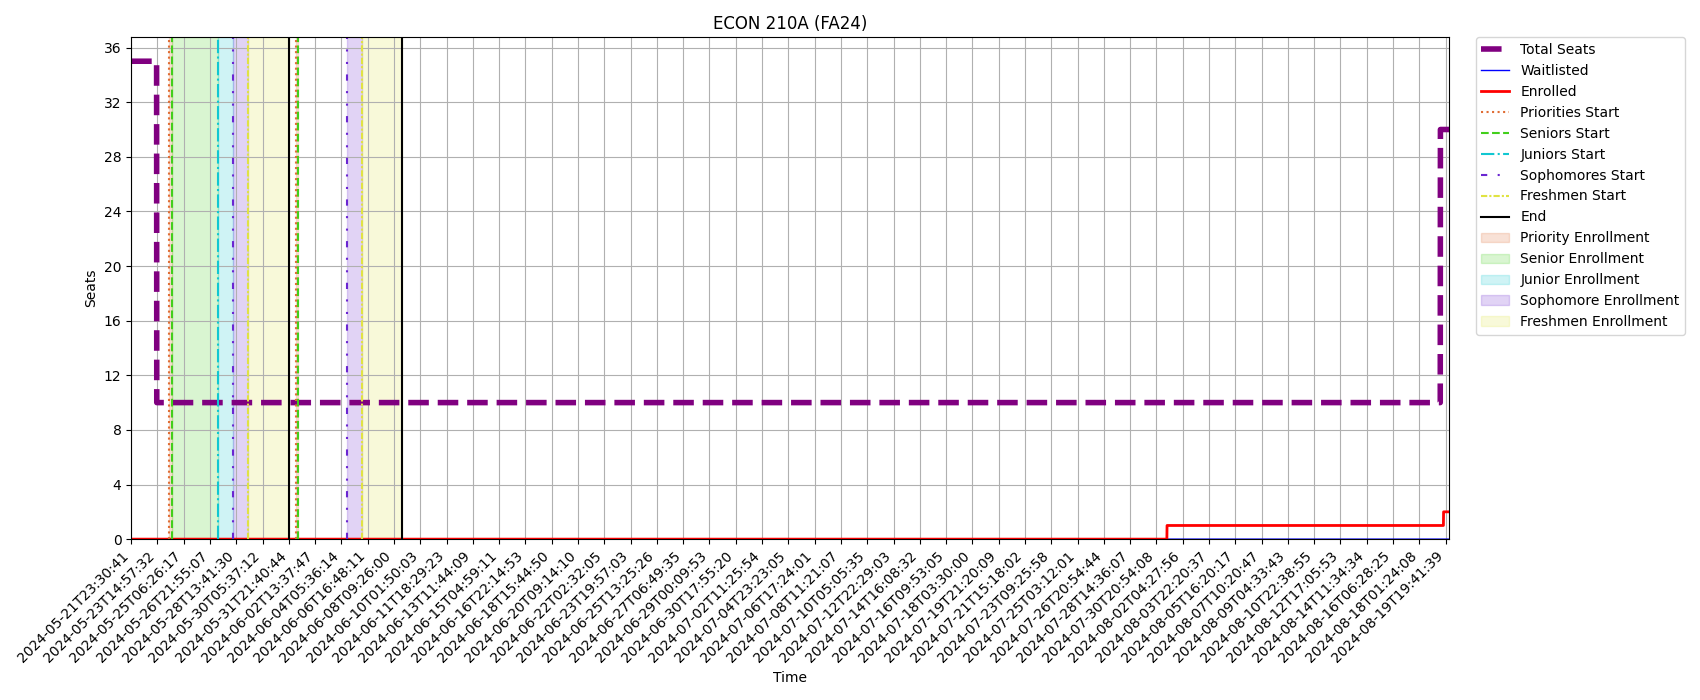 ECON 210A (FA24)
Seats
36
32
28
24
20
16
12
8
4
0
2024-05-21T23:30:41
2024-05-23T14:57:32
2024-05-25T06:26:17
2024-05-26T21:55:07
2024-05-28T13:41:30
2024-05-30T05:37:12
2024-05-31T21:40:44
2024-06-02T13:37:47
2024-06-04T05:36:14
2024-06-06T16:48:11
2024-06-08T09:26:00
2024-06-10T01:50:03
2024-06-11T18:29:23
2024-06-13T11:44:09
2024-06-15T04:59:11
2024-06-16T22:14:53
2024-06-18T15:44:50
2024-06-20T09:14:10
2024-06-22T02:32:05
2024-06-23T19:57:03
2024-06-25T13:25:26
2024-06-27T06:49:35
2024-06-29T00:09:53
2024-06-30T17:55:20
2024-07-02T11:25:54
2024-07-04T23:23:05
2024-07-06T17:24:01
2024-07-08T11:21:07
2024-07-10T05:05:35
2024-07-12T22:29:03
2024-07-14T16:08:32
2024-07-16T09:53:05
2024-07-18T03:30:00
2024-07-19T21:20:09
2024-07-21T15:18:02
2024-07-23T09:25:58
2024-07-25T03:12:01
2024-07-26T20:54:44
2024-07-28T14:36:07
2024-07-30T20:54:08
2024-08-02T04:27:56
2024-08-03T22:20:37
2024-08-05T16:20:17
2024-08-07T10:20:47
2024-08-09T04:33:43
2024-08-10T22:38:55
2024-08-12T17:05:53
2024-08-14T11:34:34
2024-08-16T06:28:25
2024-08-18T01:24:08
2024-08-19T19:41:39
Time
Total Seats
Waitlisted
Enrolled
Priorities Start
Seniors Start
Juniors Start
Sophomores Start
Freshmen Start
End
Priority Enrollment
Senior Enrollment
Junior Enrollment
Sophomore Enrollment
Freshmen Enrollment